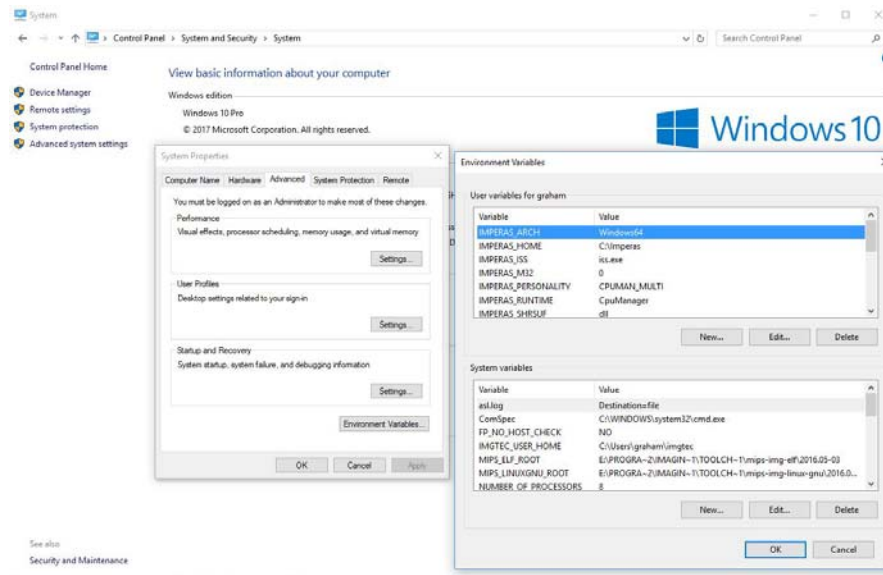 System
Control Panel > System and Security > System
Search Control Panel
Control Panel Home
Device Manager
Remote settings
System protection
Advanced system settings
View basic information about your computer
Windows edition
Windows 10 Pro
© 2017 Microsoft Corporation. All rights reserved.
Windows 10
System Properties
Computer Name Hardware Advanced System Protection Remote
You must be logged on as an Administrator to make most of these changes.
Performance
Visual effects, processor scheduling, memory usage, and virtual memory
Settings...
User Profiles
Desktop settings related to your sign-in
Settings...
Startup and Recovery
System startup, system failure, and debugging information
Settings...
Environment Variables...
OK Cancel Apply
Environment Variables
User variables for graham
Variable Value
IMPERAS_ARCH Windows64
IMPERAS_HOME C:\Imperas
IMPERAS_ISS iss.exe
IMPERAS_M32 0
IMPERAS_PERSONALITY CPUMAN_MULTI
IMPERAS_RUNTIME CpuManager
IMPERAS_SHRSUF dll
New... Edit... Delete
System variables
Variable Value
asl.log Destination=file
ComSpec C:\WINDOWS\system32\cmd.exe
FP_NO_HOST_CHECK NO
IMGTEC_USER_HOME C:\Users\graham\imgtec
MIPS_ELF_ROOT E:\PROGRA~2\IMAGIN~1\TOOLCH~1\mips-img-elf\2016.05-03
MIPS_LINUXGNU_ROOT E:\PROGRA~2\IMAGIN~1\TOOLCH~1\mips-img-linux-gnu\2016.0...
NUMBER_OF_PROCESSORS 8
New... Edit... Delete
OK Cancel
See also
Security and Maintenance